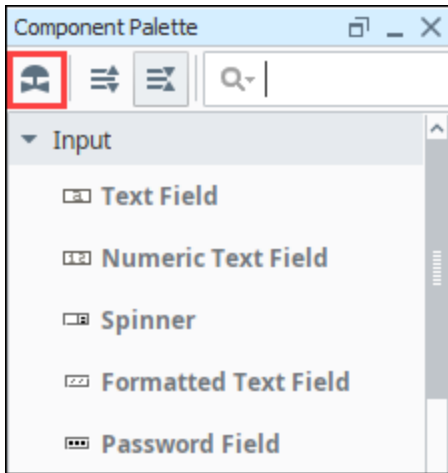 Component Palette
Input
Text Field
Numeric Text Field
Spinner
Formatted Text Field
Password Field